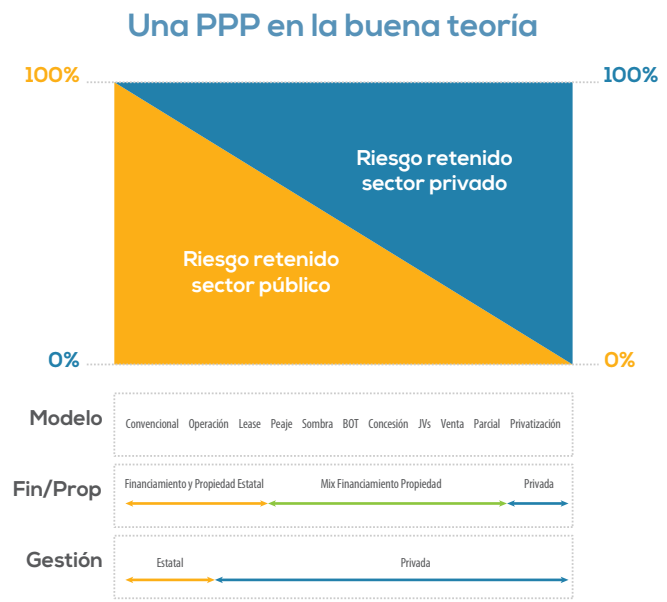 Una PPP en la buena teoría
100%
100%
Riesgo retenido
sector privado
Riesgo retenido
sector público
0%
0%
Modelo
Convencional Operación Lease Peaje Sombra BOT Concesión JVs Venta Parcial Privatización
Fin/Prop
Financiamiento y Propiedad Estatal Mix Financiamiento Propiedad Privada
Gestión
Estatal Privada